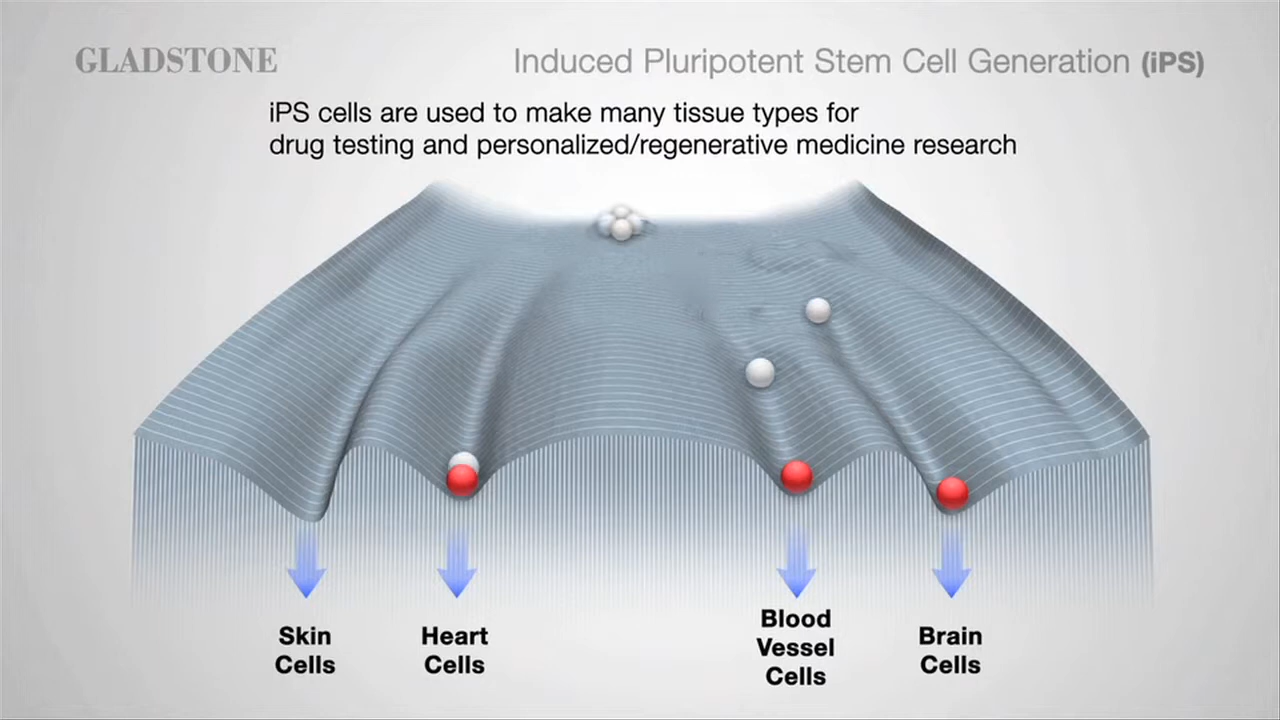 GLADSTONE
Induced Pluripotent Stem Cell Generation (iPS)
iPS cells are used to make many tissue types for
drug testing and personalized/regenerative medicine research
Skin
Cells
Heart
Cells
Blood
Vessel
Cells
Brain
Cells